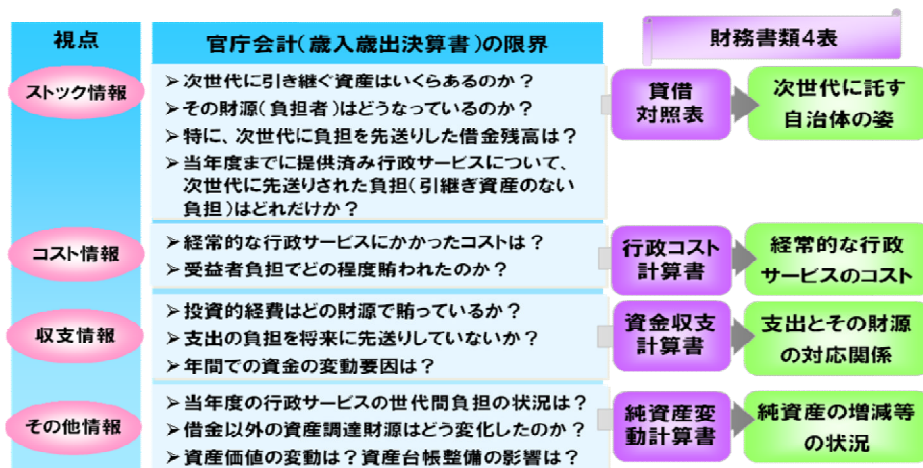 視点
官庁会計(歳入歳出決算書)の限界
財務書類4表
ストック情報
➢次世代に引き継ぐ資産はいくらあるのか?
➢その財源(負担者)はどうなっているのか?
➢特に、次世代に負担を先送りした借金残高は?
➢当年度までに提供済み行政サービスについて、
次世代に先送りされた負担(引継ぎ資産のない
負担)はどれだけか?
貸借
対照表
次世代に託す
自治体の姿
コスト情報
➢経常的な行政サービスにかかったコストは?
➢受益者負担でどの程度賄われたのか?
行政コスト
計算書
経常的な行政
サービスのコスト
収支情報
➢投資的経費はどの財源で賄っているか?
➢支出の負担を将来に先送りしていないか?
➢年間での資金の変動要因は?
資金収支
計算書
支出とその財源
の対応関係
その他情報
➢当年度の行政サービスの世代間負担の状況は?
➢借金以外の資産調達財源はどう変化したのか?
➢資産価値の変動は?資産台帳整備の影響は?
純資産変
動計算書
純資産の増減等
の状況